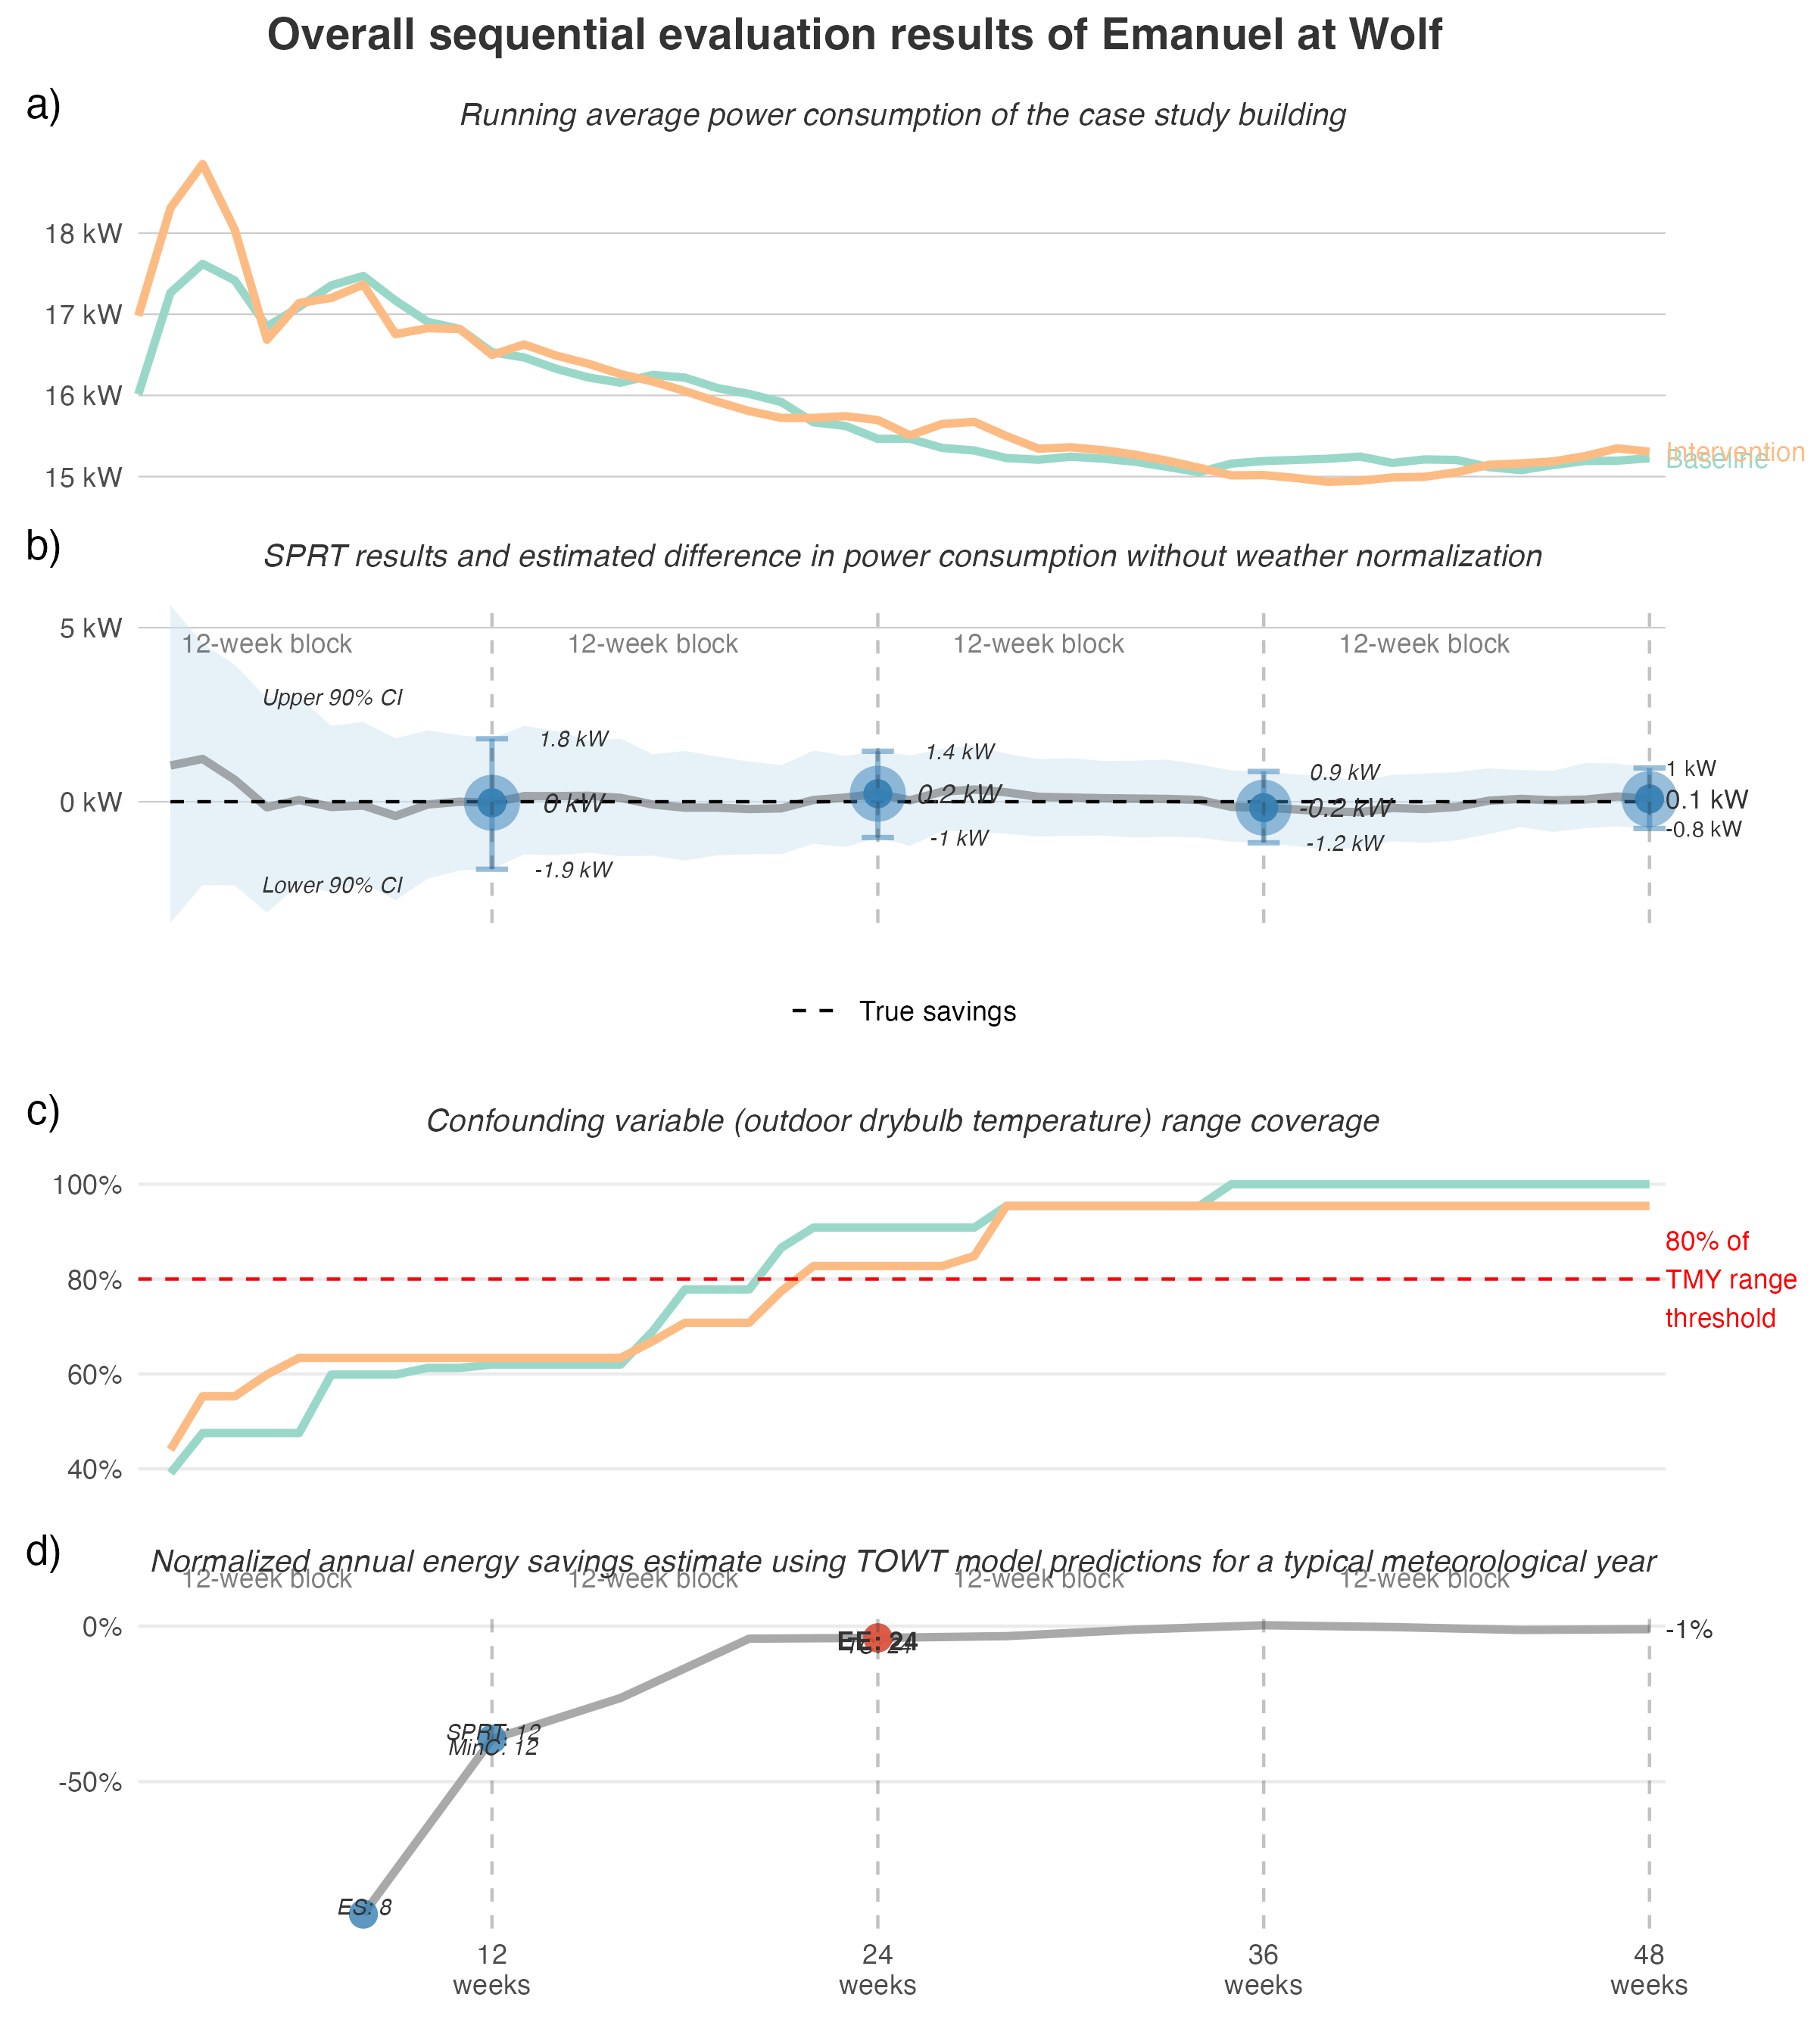 Overall sequential evaluation results of Emanuel at Wolf
a)
Running average power consumption of the case study building
18 kW
17 kW
16 kW
15 kW
Intervention
Baseline
b)
SPRT results and estimated difference in power consumption without weather normalization
5 kW
0 kW
12-week block
12-week block
12-week block
12-week block
Upper 90% CI
Lower 90% CI
1.8 kW
0 kW
-1.9 kW
1.4 kW
0.2 kW
-1 kW
0.9 kW
-0.2 kW
-1.2 kW
1 kW
0.1 kW
-0.8 kW
True savings
c)
Confounding variable (outdoor drybulb temperature) range coverage
100%
80%
60%
40%
80% of
TMY range
threshold
d)
Normalized annual energy savings estimate using TOWT model predictions for a typical meteorological year
12-week block
12-week block
12-week block
12-week block
0%
-50%
EE: 24
-1%
SPRT: 12
MinC: 12
ES: 8
12
weeks
24
weeks
36
weeks
48
weeks